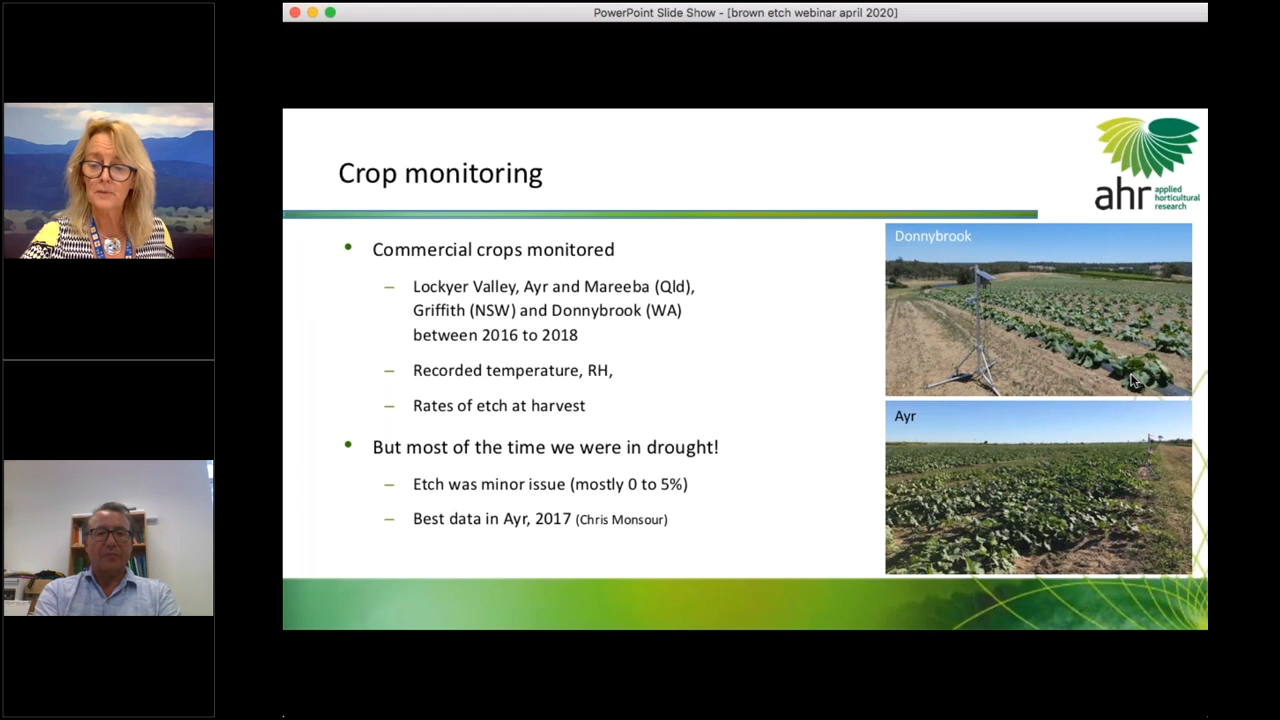 PowerPoint Slide Show - [brown etch webinar april 2020]
Crop monitoring
ahr applied
horticultural
research
• Commercial crops monitored
– Lockyer Valley, Ayr and Mareeba (Qld),
Griffith (NSW) and Donnybrook (WA)
between 2016 to 2018
– Recorded temperature, RH,
– Rates of etch at harvest
• But most of the time we were in drought!
– Etch was minor issue (mostly 0 to 5%)
– Best data in Ayr, 2017 (Chris Monsour)
Donnybrook
Ayr